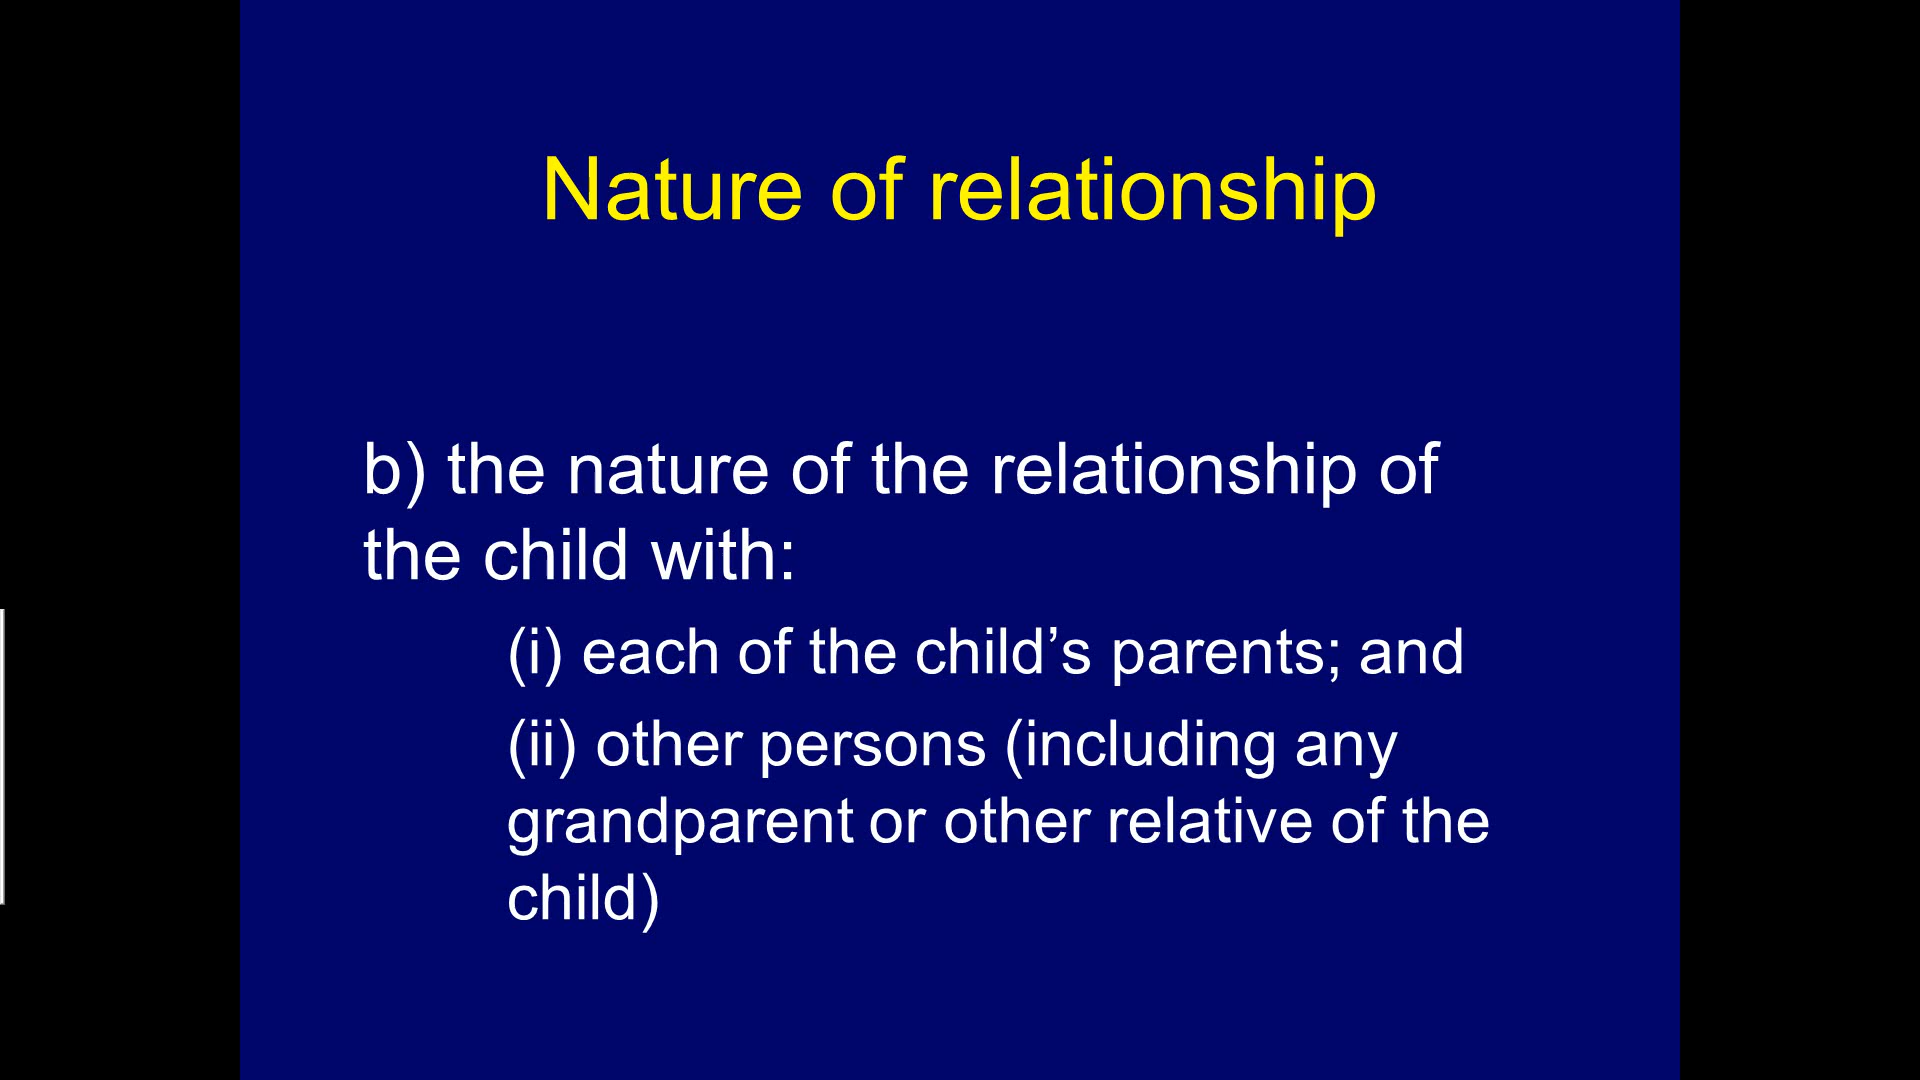 Nature of relationship
b) the nature of the relationship of
the child with:
(i) each of the child’s parents; and
(ii) other persons (including any
grandparent or other relative of the
child)